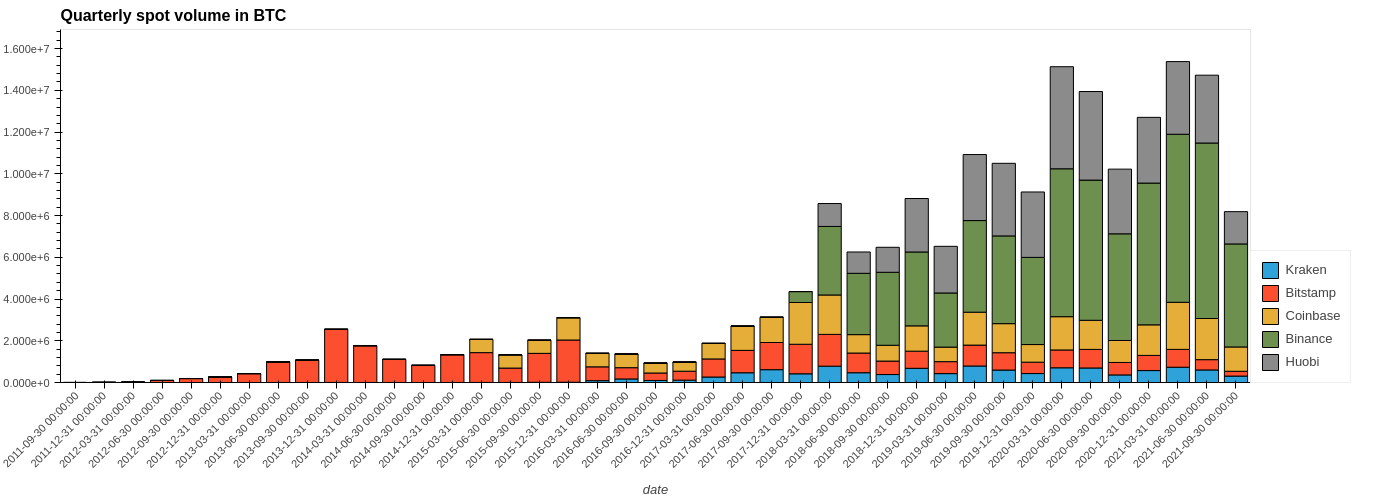 Quarterly spot volume in BTC
1.600e+7
1.400e+7
1.200e+7
1.000e+7
8.000e+6
6.000e+6
4.000e+6
2.000e+6
0.000e+0
Kraken
Bitstamp
Coinbase
Binance
Huobi
2011-09-30 00:00:00
2011-12-31 00:00:00
2012-03-31 00:00:00
2012-06-30 00:00:00
2012-09-30 00:00:00
2012-12-31 00:00:00
2013-03-31 00:00:00
2013-06-30 00:00:00
2013-09-30 00:00:00
2013-12-31 00:00:00
2014-03-31 00:00:00
2014-06-30 00:00:00
2014-09-30 00:00:00
2014-12-31 00:00:00
2015-03-31 00:00:00
2015-06-30 00:00:00
2015-09-30 00:00:00
2015-12-31 00:00:00
2016-03-31 00:00:00
2016-06-30 00:00:00
2016-09-30 00:00:00
2016-12-31 00:00:00
2017-03-31 00:00:00
2017-06-30 00:00:00
2017-09-30 00:00:00
2017-12-31 00:00:00
2018-03-31 00:00:00
2018-06-30 00:00:00
2018-09-30 00:00:00
2018-12-31 00:00:00
2019-03-31 00:00:00
2019-06-30 00:00:00
2019-09-30 00:00:00
2019-12-31 00:00:00
2020-03-31 00:00:00
2020-06-30 00:00:00
2020-09-30 00:00:00
2020-12-31 00:00:00
2021-03-31 00:00:00
2021-06-30 00:00:00
2021-09-30 00:00:00
date